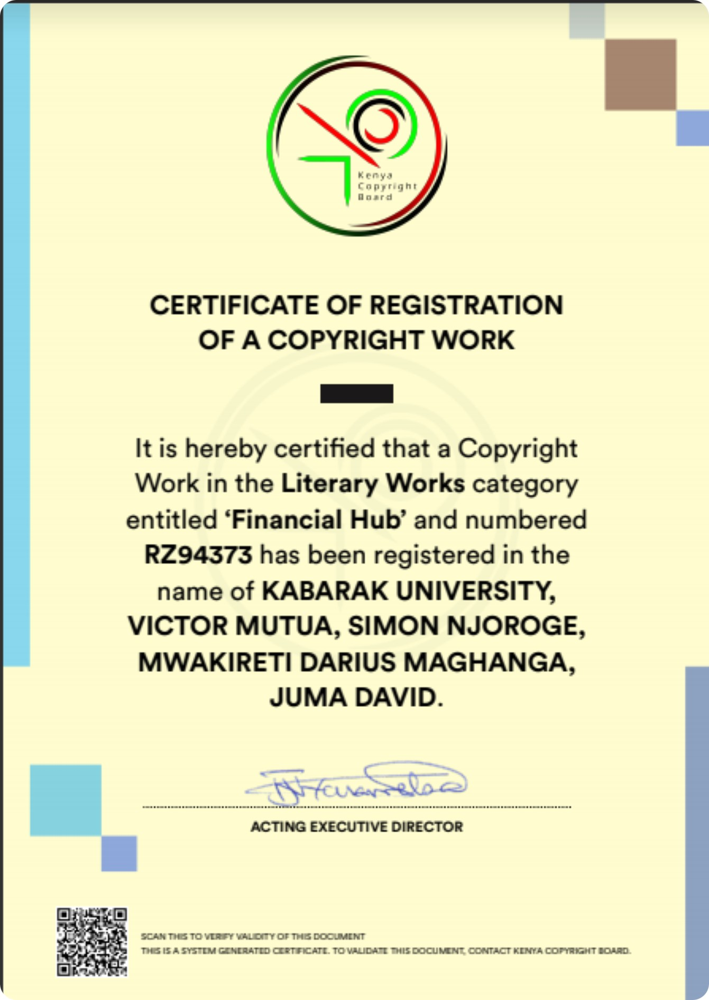 Kenya
Copyright
Board
CERTIFICATE OF REGISTRATION
OF A COPYRIGHT WORK
It is hereby certified that a Copyright
Work in the Literary Works category
entitled ‘Financial Hub’ and numbered
RZ94373 has been registered in the
name of KABARAK UNIVERSITY,
VICTOR MUTUA, SIMON NJOROGE,
MWAKIRETI DARIUS MAGHANGA,
JUMA DAVID.
ACTING EXECUTIVE DIRECTOR
SCAN THIS TO VERIFY VALIDITY OF THIS DOCUMENT
THIS IS A SYSTEM GENERATED CERTIFICATE. TO VALIDATE THIS DOCUMENT, CONTACT KENYA COPYRIGHT BOARD.